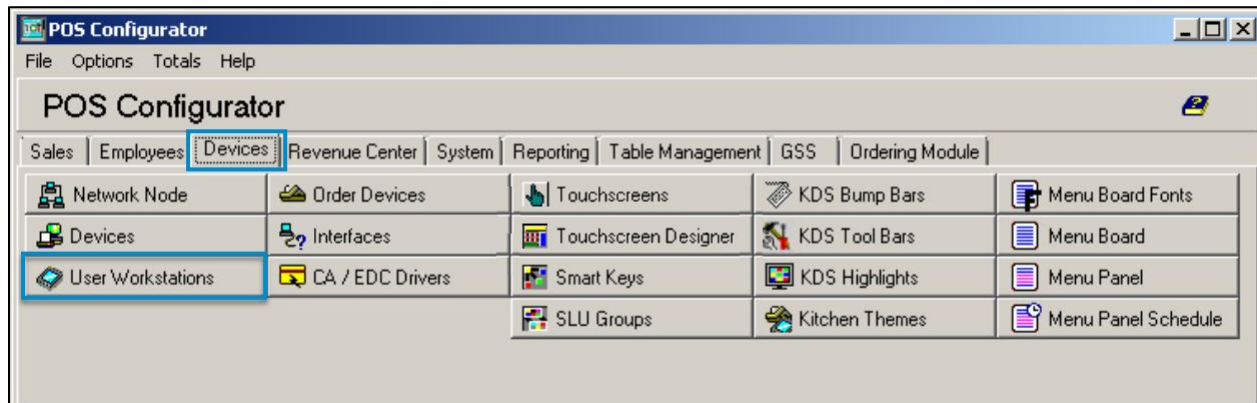 POS Configurator
File Options Totals Help
POS Configurator
Sales Employees Devices Revenue Center System Reporting Table Management GSS Ordering Module
Network Node Order Devices Touchscreens KDS Bump Bars Menu Board Fonts
Devices Interfaces Touchscreen Designer KDS Tool Bars Menu Board
User Workstations CA / EDC Drivers Smart Keys KDS Highlights Menu Panel
SLU Groups Kitchen Themes Menu Panel Schedule